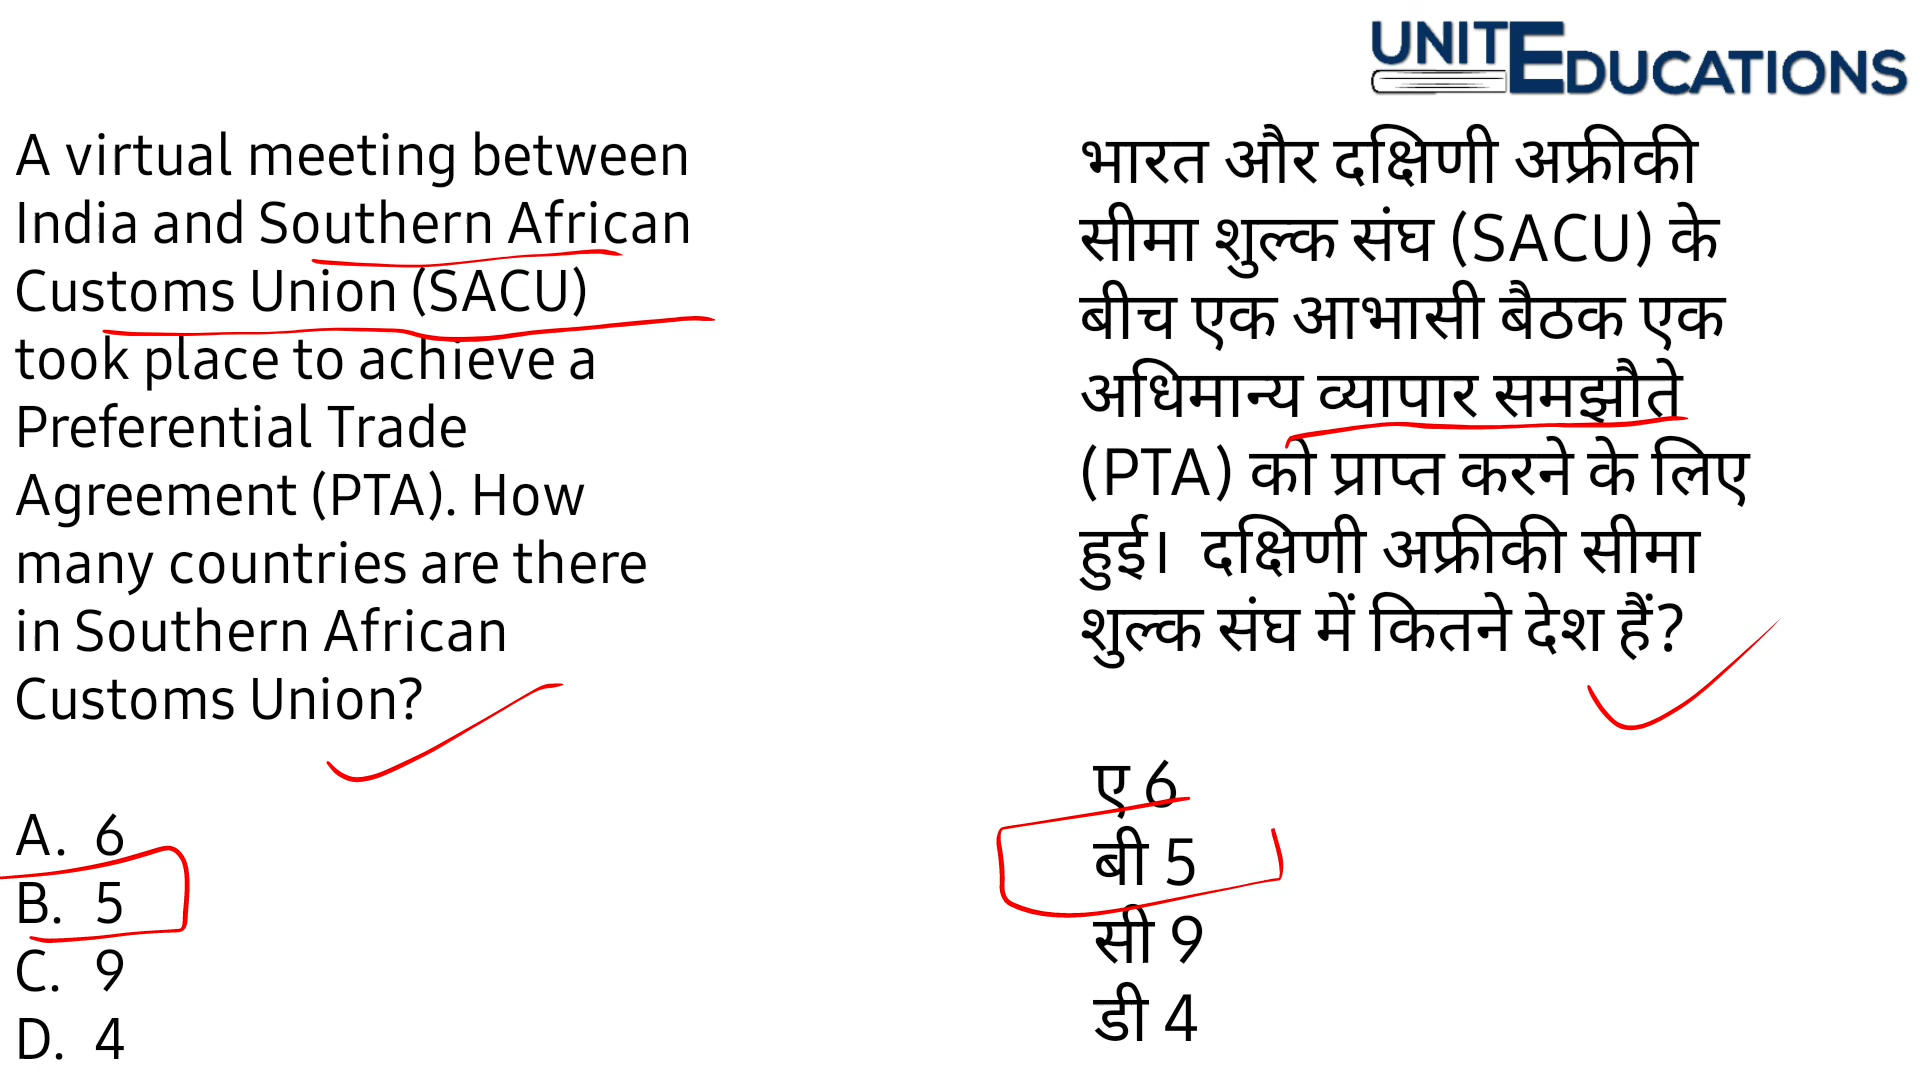 UNITEDUCATIONS
A virtual meeting between
India and Southern African
Customs Union (SACU)
took place to achieve a
Preferential Trade
Agreement (PTA). How
many countries are there
in Southern African
Customs Union?
A. 6
B. 5
C. 9
D. 4
भारत और दक्षिणी अफ्रीकी
सीमा शुल्क संघ (SACU) के
बीच एक आभासी बैठक एक
अधिमान्य व्यापार समझौते
(PTA) को प्राप्त करने के लिए
हुई। दक्षिणी अफ्रीकी सीमा
शुल्क संघ में कितने देश हैं?
ए 6
बी 5
सी 9
डी 4